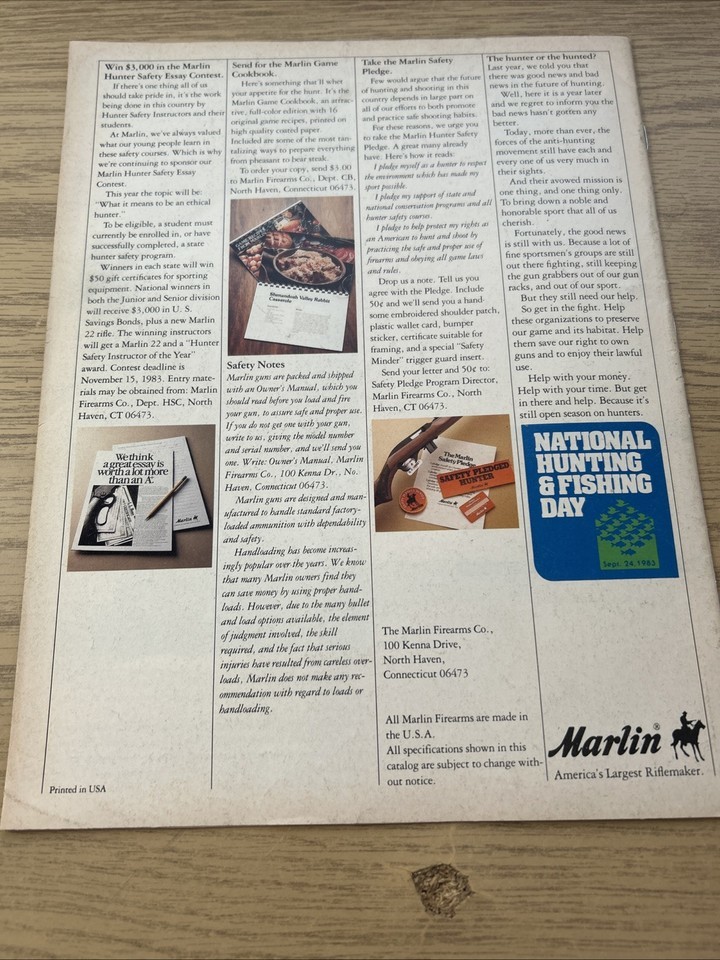 Win $3,000 in the Marlin
Hunter Safety Essay Contest.
If there's one thing all of us
should take pride in, it's the work
being done in this country by
Hunter Safety Instructors and their
students.
At Marlin, we've always valued
what our young people learn in
these safety courses. Which is why
we're continuing to sponsor our
Marlin Hunter Safety Essay
Contest.
This year the topic will be:
"What it means to be an ethical
hunter."
To be eligible, a student must
currently be enrolled in, or have
successfully completed, a state
hunter safety program.
Winners in each state will win
$50 gift certificates for sporting
equipment. National winners in
both the Junior and Senior division
will receive $3,000 in U. S.
Savings Bonds, plus a new Marlin
22 rifle. The winning instructors
will get a Marlin 22 and a "Hunter
Safety Instructor of the Year"
award. Contest deadline is
November 15, 1983. Entry mate-
rials may be obtained from: Marlin
Firearms Co., Dept. HSC, North
Haven, CT 06473.
We think
a great essay is
worth a lot more
than an "A".
Marlin
Printed in USA
Send for the Marlin Game
Cookbook.
Here's something that'll whet
your appetite for the hunt. It's the
Marlin Game Cookbook, an attrac-
tive, full-color edition with 16
original game recipes, printed on
high quality coated paper.
Included are some of the most tan-
talizing ways to prepare everything
from pheasant to bear steak.
To order your copy, send $3.00
to Marlin Firearms Co., Dept. CB,
North Haven, Connecticut 06473.
Shenandoah Valley Rabbit
Casserole
Safety Notes
Marlin guns are packed and shipped
with an Owner's Manual, which you
should read before you load and fire
your gun, to assure safe and proper use.
If you do not get one with your gun,
write to us, giving the model number
and serial number, and we'll send you
one. Write: Owner's Manual, Marlin
Firearms Co., 100 Kenna Dr., No.
Haven, Connecticut 06473.
Marlin guns are designed and man-
ufactured to handle standard factory-
loaded ammunition with dependability
and safety.
Handloading has become increas-
ingly popular over the years. We know
that many Marlin owners find they
can save money by using proper hand-
loads. However, due to the many bullet
and load options available, the element
of judgment involved, the skill
required, and the fact that serious
injuries have resulted from careless over-
loads, Marlin does not make any rec-
ommendation with regard to loads or
handloading.
Take the Marlin Safety
Pledge.
Few would argue that the future
of hunting and shooting in this
country depends in large part on
all of our efforts to both promote
and practice safe shooting habits.
For these reasons, we urge you
to take the Marlin Hunter Safety
Pledge. A great many already
have. Here's how it reads:
I pledge myself as a hunter to respect
the environment which has made my
sport possible.
I pledge my support of state and
national conservation programs and all
hunter safety courses.
I pledge to help protect my rights as
an American to hunt and shoot by
practicing the safe and proper use of
firearms and obeying all game laws
and rules.
Drop us a note. Tell us you
agree with the Pledge. Include
50¢ and we'll send you a hand-
some embroidered shoulder patch,
plastic wallet card, bumper
sticker, certificate suitable for
framing, and a special "Safety
Minder" trigger guard insert.
Send your letter and 50¢ to:
Safety Pledge Program Director,
Marlin Firearms Co., North
Haven, CT 06473.
The Marlin
Safety Pledge
SAFETY PLEDGED
HUNTER
The Marlin Firearms Co.,
100 Kenna Drive,
North Haven,
Connecticut 06473
All Marlin Firearms are made in
the U.S.A.
All specifications shown in this
catalog are subject to change with-
out notice.
The hunter or the hunted?
Last year, we told you that
there was good news and bad
news in the future of hunting.
Well, here it is a year later
and we regret to inform you the
bad news hasn't gotten any
better.
Today, more than ever, the
forces of the anti-hunting
movement still have each and
every one of us very much in
their sights.
And their avowed mission is
one thing, and one thing only.
To bring down a noble and
honorable sport that all of us
cherish.
Fortunately, the good news
is still with us. Because a lot of
fine sportsmen's groups are still
out there fighting, still keeping
the gun grabbers out of our gun
racks, and out of our sport.
But they still need our help.
So get in the fight. Help
these organizations to preserve
our game and its habitat. Help
them save our right to own
guns and to enjoy their lawful
use.
Help with your money.
Help with your time. But get
in there and help. Because it's
still open season on hunters.
NATIONAL
HUNTING
& FISHING
DAY
Sept. 24, 1983
Marlin®
America's Largest Riflemaker.